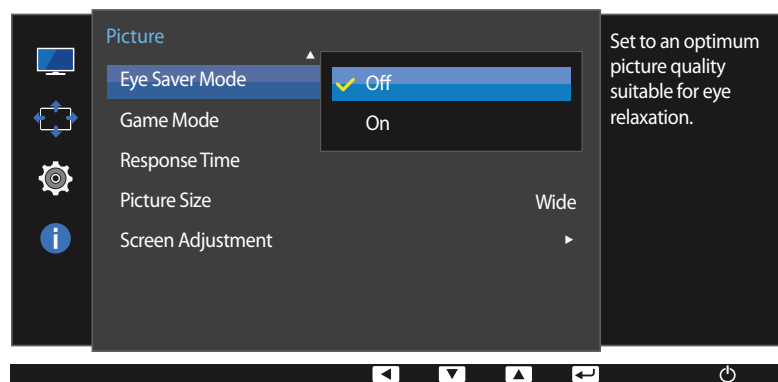 Picture
Eye Saver Mode
Off
Game Mode
On
Response Time
Picture Size
Wide
Screen Adjustment
Set to an optimum
picture quality
suitable for eye
relaxation.